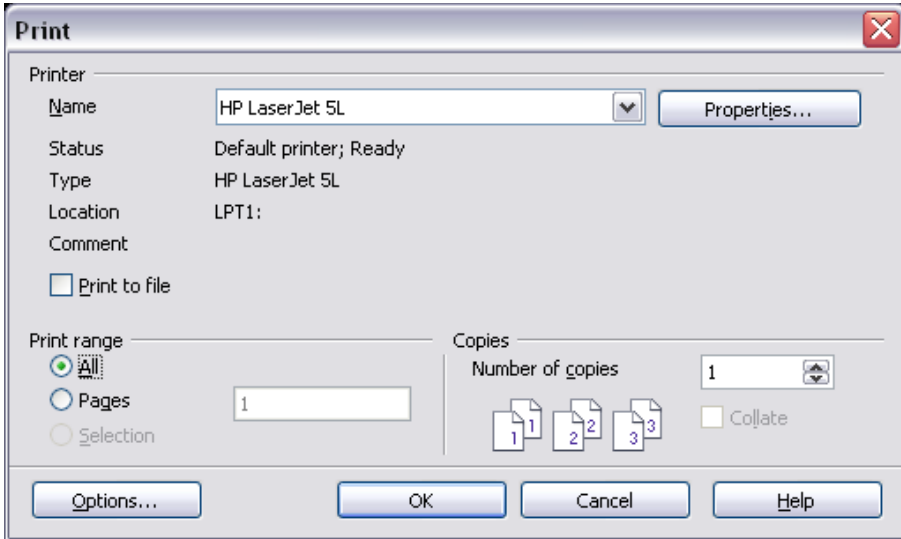 Print
Printer
Name HP LaserJet 5L Properties...
Status Default printer; Ready
Type HP LaserJet 5L
Location LPT1:
Comment
Print to file
Print range
All
Pages 1
Selection
Copies
Number of copies 1
1 1 2 2 3 3 Collate
Options... OK Cancel Help